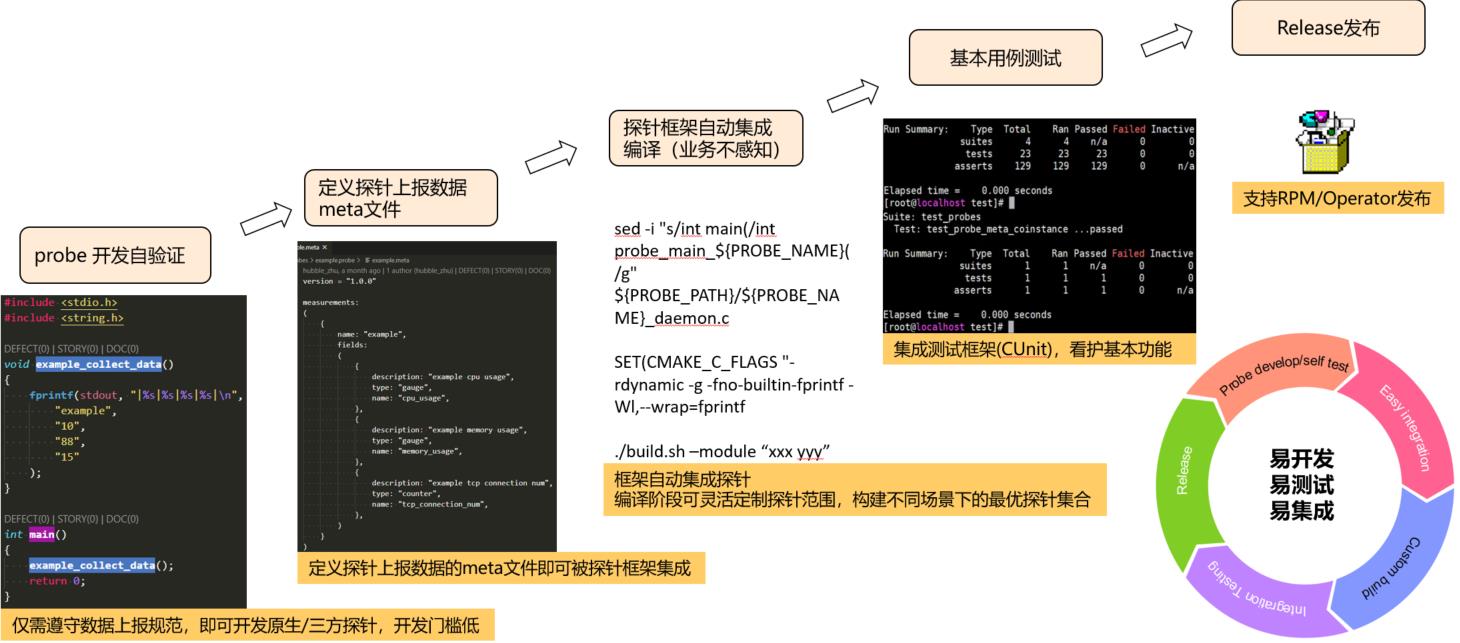 probe 开发自验证
#include <stdio.h>
#include <string.h>
DEFECT(0) | STORY(0) | DOC(0)
void example_collect_data()
{
fprintf(stdout, "|%s|%s|%s|%s|\n",
"example",
"10",
"88",
"15"
);
}
DEFECT(0) | STORY(0) | DOC(0)
int main()
{
example_collect_data();
return 0;
}
仅需遵守数据上报规范，即可开发原生/三方探针，开发门槛低
定义探针上报数据
meta文件
ple.meta ×
bes > example.probe > example.meta
hubble_zhu, a month ago | 1 author (hubble_zhu) | DEFECT(0) | STORY(0) | DOC(0)
version = "1.0.0"
measurements:
(
{
name: "example",
fields:
(
{
description: "example cpu usage",
type: "gauge",
name: "cpu_usage",
},
{
description: "example memory usage",
type: "gauge",
name: "memory_usage",
},
{
description: "example tcp connection num",
type: "counter",
name: "tcp_connection_num",
},
)
}
)
定义探针上报数据的meta文件即可被探针框架集成
探针框架自动集成
编译（业务不感知）
sed -i "s/int main(/int
probe_main_${PROBE_NAME}(
/g"
${PROBE_PATH}/${PROBE_NA
ME}_daemon.c
SET(CMAKE_C_FLAGS "-
rdynamic -g -fno-builtin-fprintf -
Wl,--wrap=fprintf
./build.sh –module “xxx yyy”
框架自动集成探针
编译阶段可灵活定制探针范围，构建不同场景下的最优探针集合
基本用例测试
Run Summary: Type Total Ran Passed Failed Inactive
suites 4 4 n/a 0 0
tests 23 23 23 0 0
asserts 129 129 129 0 n/a
Elapsed time = 0.000 seconds
[root@localhost test]#
Suite: test_probes
Test: test_probe_meta_coinstance ...passed
Run Summary: Type Total Ran Passed Failed Inactive
suites 1 1 n/a 0 0
tests 1 1 1 0 0
asserts 1 1 1 0 n/a
Elapsed time = 0.000 seconds
[root@localhost test]#
集成测试框架(CUnit)，看护基本功能
Release发布
支持RPM/Operator发布
Probe develop/self test
Easy integration
Custom build
Integration Testing
Release
易开发
易测试
易集成